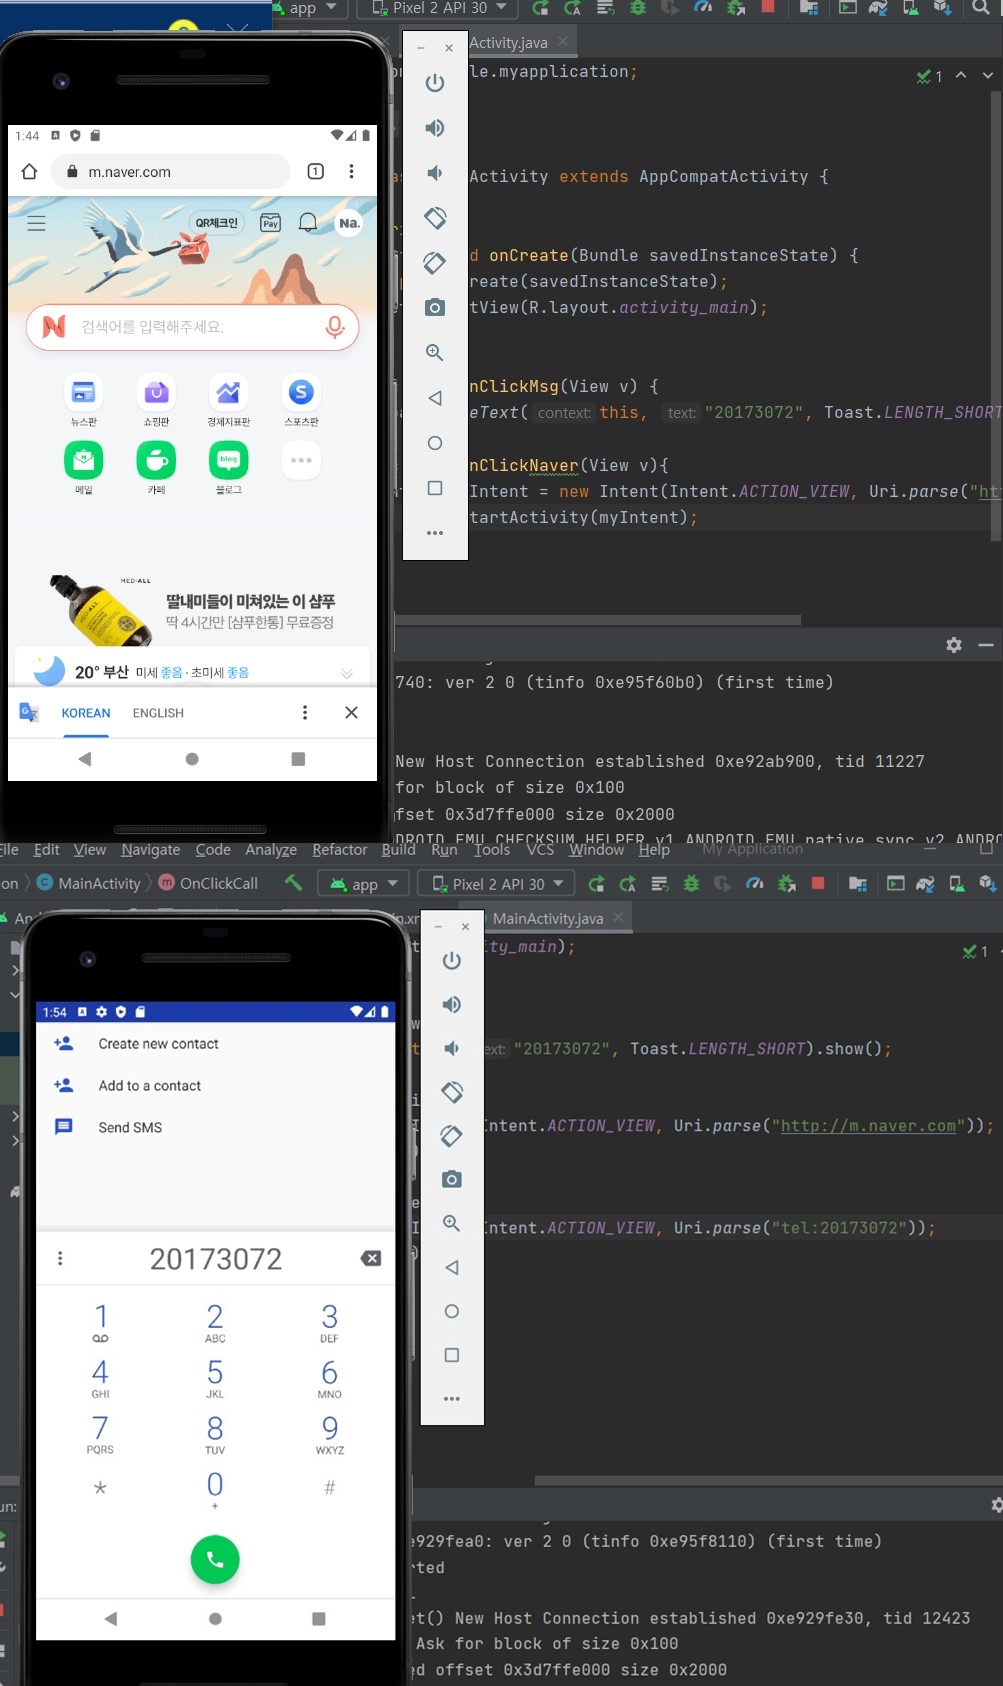 app
Pixel 2 API 30
Activity.java
le.myapplication;
1
1:44
m.naver.com
1
Activity extends AppCompatActivity {
QR체크인
Pay
Na.
d onCreate(Bundle savedInstanceState) {
reate(savedInstanceState);
tView(R.layout.activity_main);
검색어를 입력해주세요.
nClickMsg(View v) {
eText( context: this, text: "20173072", Toast.LENGTH_SHORT
뉴스판
쇼핑판
경제지표판
스포츠판
nClickNaver(View v){
Intent = new Intent(Intent.ACTION_VIEW, Uri.parse("ht
tartActivity(myIntent);
blog
메일
카페
블로그
MEDIALL
딸내미들이 미쳐있는 이 샴푸
딱 4시간만 [샴푸한통] 무료증정
20° 부산 미세 좋음 · 초미세 좋음
740: ver 2 0 (tinfo 0xe95f60b0) (first time)
KOREAN
ENGLISH
New Host Connection established 0xe92ab900, tid 11227
for block of size 0x100
fset 0x3d7ffe000 size 0x2000
DROID_EMU_CHECKSUM_HELPER_v1 ANDROID_EMU_native_sync_v2 ANDRO
File Edit View Navigate Code Analyze Refactor Build Run Tools VCS Window Help My Application
on MainActivity OnClickCall
app
Pixel 2 API 30
MainActivity.java
ity_main);
1
1:54
Create new contact
text: "20173072", Toast.LENGTH_SHORT).show();
Add to a contact
Send SMS
Intent.ACTION_VIEW, Uri.parse("http://m.naver.com"));
Intent.ACTION_VIEW, Uri.parse("tel:20173072"));
20173072
1
2
ABC
3
DEF
4
GHI
5
JKL
6
MNO
7
PQRS
8
TUV
9
WXYZ
*
0
+
#
un:
e929fea0: ver 2 0 (tinfo 0xe95f8110) (first time)
rted
et() New Host Connection established 0xe929fe30, tid 12423
Ask for block of size 0x100
ed offset 0x3d7ffe000 size 0x2000